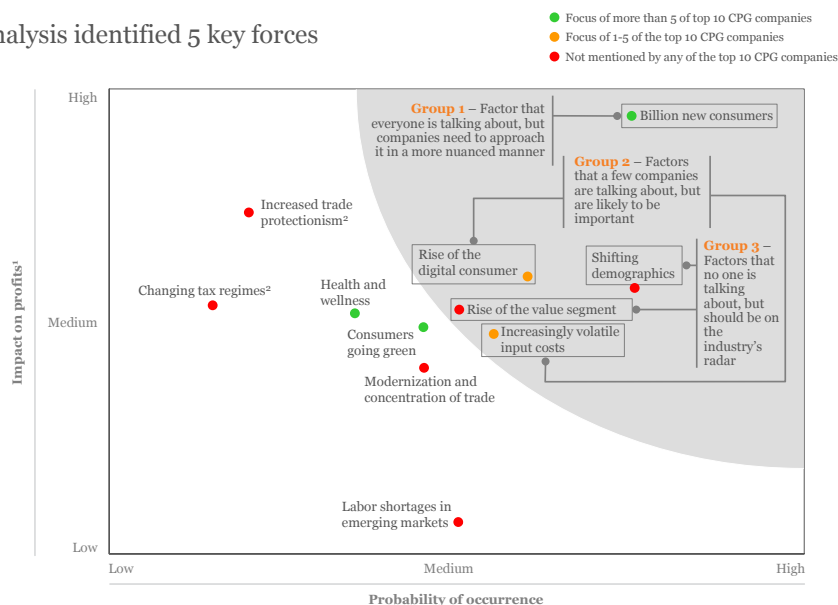 nalysis identified 5 key forces
Focus of more than 5 of top 10 CPG companies
Focus of 1-5 of the top 10 CPG companies
Not mentioned by any of the top 10 CPG companies
High
Group 1 – Factor that
everyone is talking about, but
companies need to approach
it in a more nuanced manner
Billion new consumers
Group 2 – Factors
that a few companies
are talking about, but
are likely to be
important
Increased trade
protectionism²
Rise of the
digital consumer
Shifting
demographics
Group 3 –
Factors that
no one is
talking
about, but
should be on
the
industry's
radar
Changing tax regimes²
Health and
wellness
Rise of the value segment
Impact on profits¹
Medium
Consumers
going green
Increasingly volatile
input costs
Modernization and
concentration of trade
Labor shortages in
emerging markets
Low
Low
Medium
High
Probability of occurrence